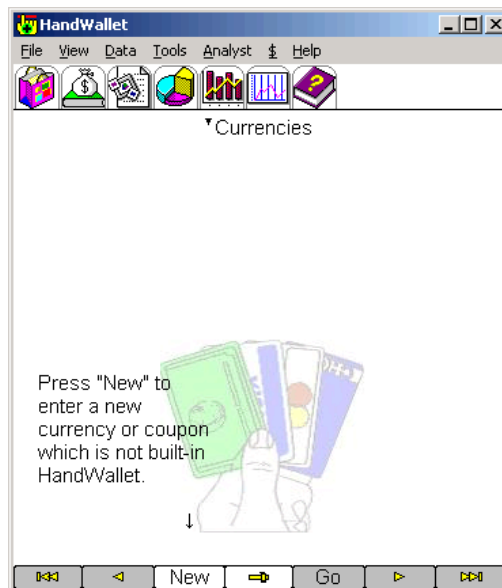 HandWallet
File View Data Tools Analyst $ Help
$ ?
▼Currencies
VISA
Press "New" to
enter a new
currency or coupon
which is not built-in
HandWallet.
↓
New Go